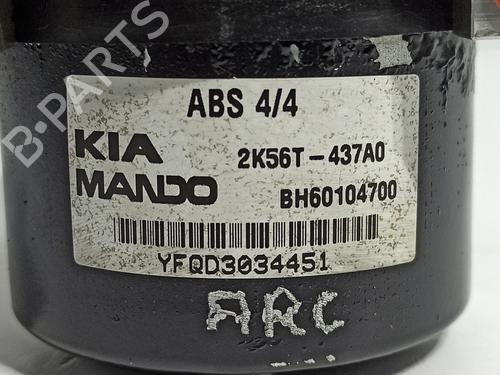 B-PARTS
ABS 4/4
KIA 2K56T-437A0
MANDO BH60104700
YFQD3034451
ARC